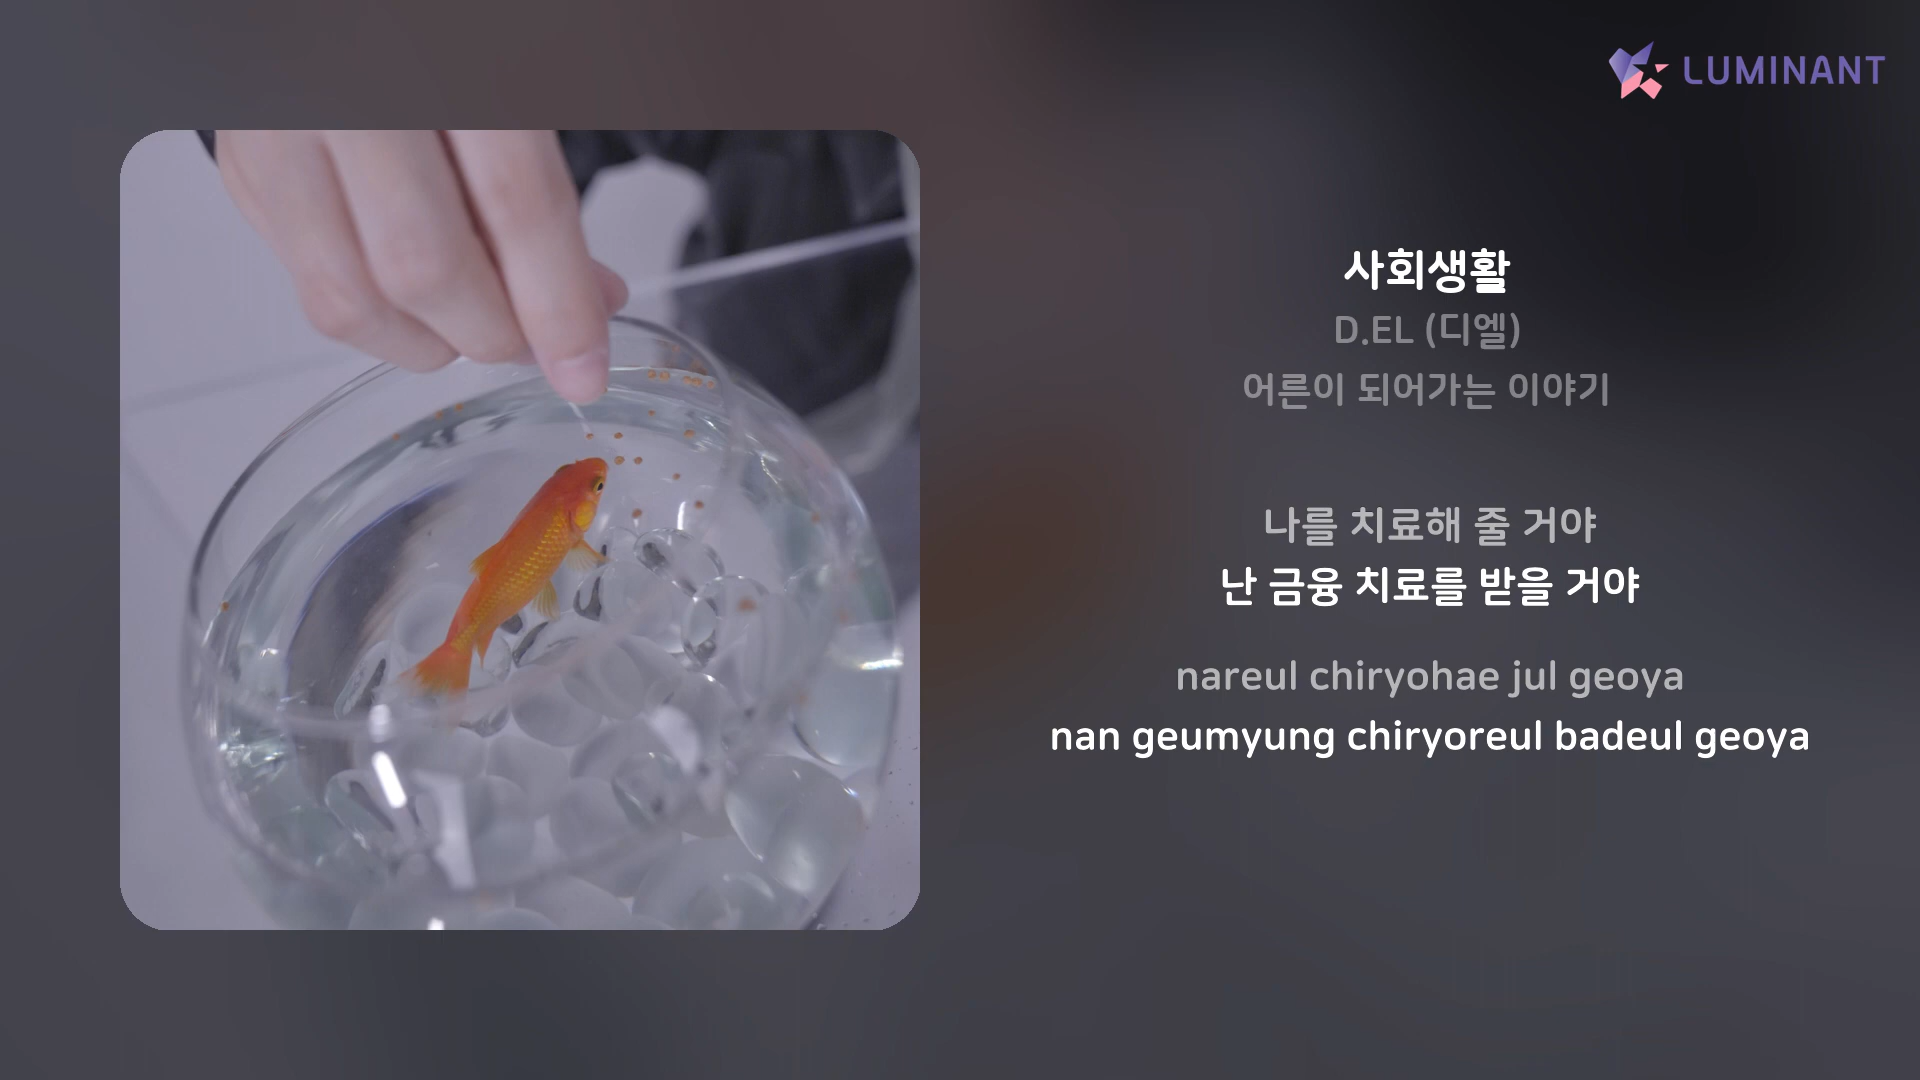 LUMINANT
사회생활
D.EL (디엘)
어른이 되어가는 이야기
나를 치료해 줄 거야
난 금융 치료를 받을 거야
nareul chiryohae jul geoya
nan geumyung chiryoreul badeul geoya